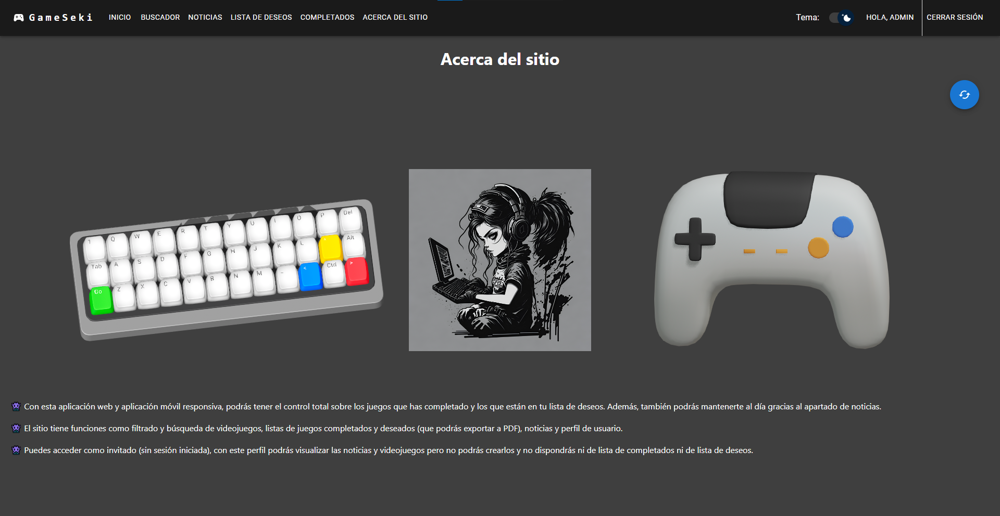 GameSeki INICIO BUSCADOR NOTICIAS LISTA DE DESEOS COMPLETADOS ACERCA DEL SITIO Tema: HOLA, ADMIN CERRAR SESIÓN
Acerca del sitio
Q W E R T Y U I O P Del
Tab A S D F G H J K L ^ Alt
Go Z X C V B N M - < Ctrl >
Con esta aplicación web y aplicación móvil responsiva, podrás tener el control total sobre los juegos que has completado y los que están en tu lista de deseos. Además, también podrás mantenerte al día gracias al apartado de noticias.
El sitio tiene funciones como filtrado y búsqueda de videojuegos, listas de juegos completados y deseados (que podrás exportar a PDF), noticias y perfil de usuario.
Puedes acceder como invitado (sin sesión iniciada), con este perfil podrás visualizar las noticias y videojuegos pero no podrás crearlos y no dispondrás ni de lista de completados ni de lista de deseos.